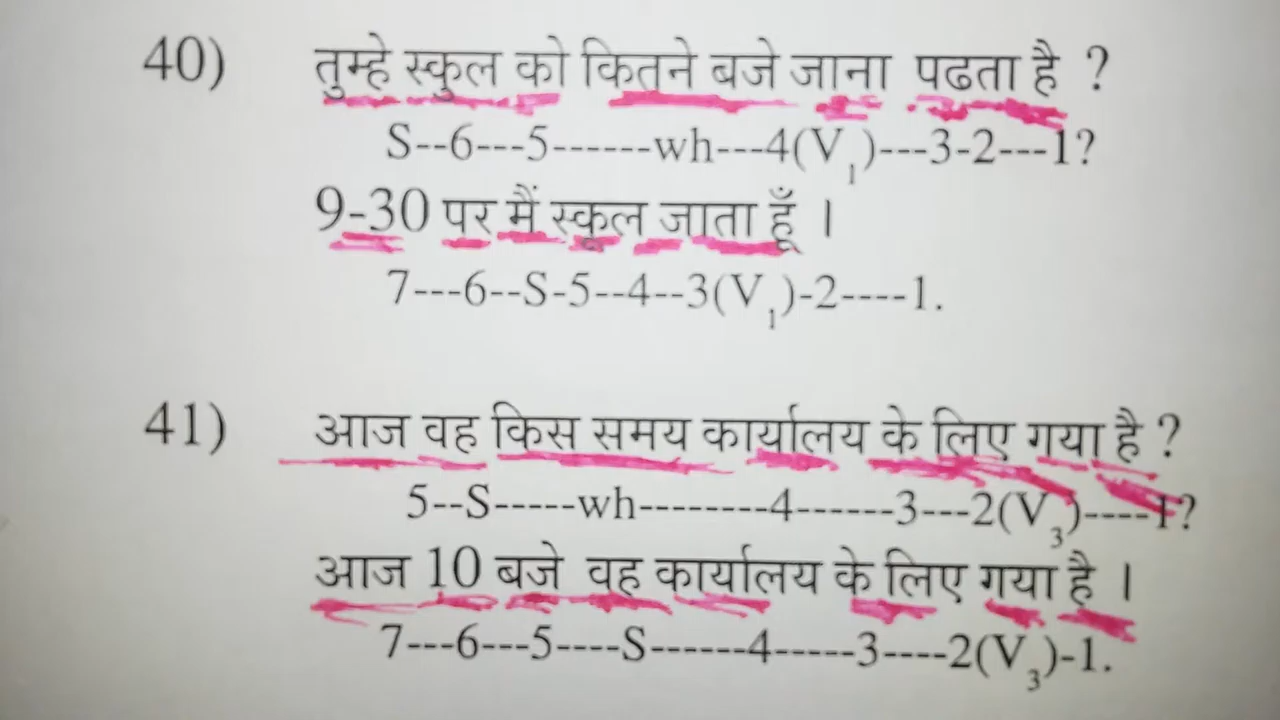 40) तुम्हे स्कुल को कितने बजे जाना पढता है ?
S--6---5------wh---4(V₁)---3-2---1?
9-30 पर मैं स्कूल जाता हूँ ।
7---6--S-5--4--3(V₁)-2----1.
41) आज वह किस समय कार्यालय के लिए गया है ?
5--S-----wh--------4------3---2(V₃)----1?
आज 10 बजे वह कार्यालय के लिए गया है ।
7---6---5----S------4-----3----2(V₃)-1.